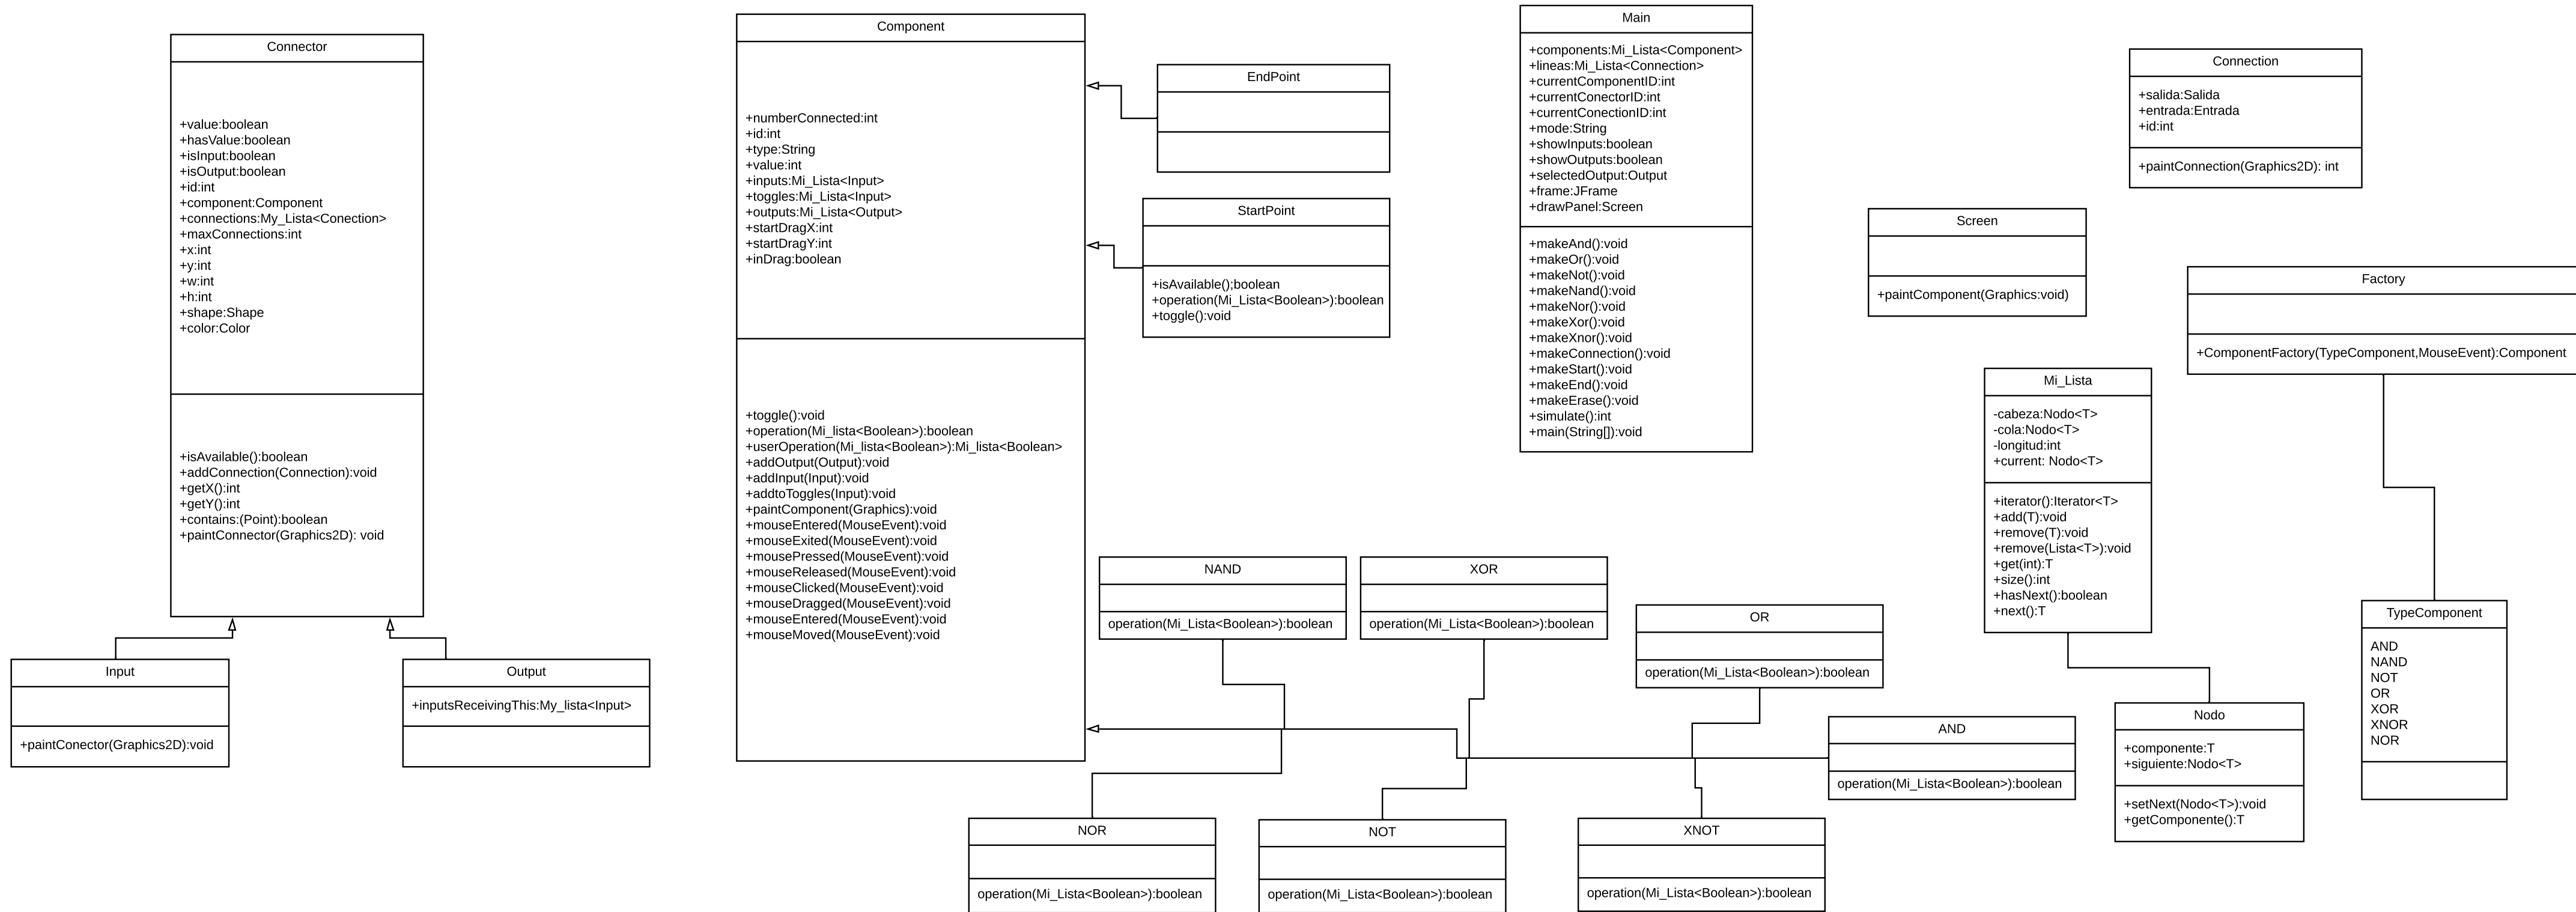 Connector
+value:boolean
+hasValue:boolean
+isInput:boolean
+isOutput:boolean
+id:int
+component:Component
+connections:My_Lista<Conection>
+maxConnections:int
+x:int
+y:int
+w:int
+h:int
+shape:Shape
+color:Color
+isAvailable():boolean
+addConnection(Connection):void
+getX():int
+getY():int
+contains:(Point):boolean
+paintConnector(Graphics2D): void
Input
+paintConector(Graphics2D):void
Output
+inputsReceivingThis:My_lista<Input>
Component
+numberConnected:int
+id:int
+type:String
+value:int
+inputs:Mi_Lista<Input>
+toggles:Mi_Lista<Input>
+outputs:Mi_Lista<Output>
+startDragX:int
+startDragY:int
+inDrag:boolean
+toggle():void
+operation(Mi_lista<Boolean>):boolean
+userOperation(Mi_lista<Boolean>):Mi_lista<Boolean>
+addOutput(Output):void
+addInput(Input):void
+addtoToggles(Input):void
+paintComponent(Graphics):void
+mouseEntered(MouseEvent):void
+mouseExited(MouseEvent):void
+mousePressed(MouseEvent):void
+mouseReleased(MouseEvent):void
+mouseClicked(MouseEvent):void
+mouseDragged(MouseEvent):void
+mouseEntered(MouseEvent):void
+mouseMoved(MouseEvent):void
EndPoint
StartPoint
+isAvailable();boolean
+operation(Mi_Lista<Boolean>):boolean
+toggle():void
NAND
operation(Mi_Lista<Boolean>):boolean
XOR
operation(Mi_Lista<Boolean>):boolean
OR
operation(Mi_Lista<Boolean>):boolean
AND
operation(Mi_Lista<Boolean>):boolean
NOR
operation(Mi_Lista<Boolean>):boolean
NOT
operation(Mi_Lista<Boolean>):boolean
XNOT
operation(Mi_Lista<Boolean>):boolean
Main
+components:Mi_Lista<Component>
+lineas:Mi_Lista<Connection>
+currentComponentID:int
+currentConectorID:int
+currentConectionID:int
+mode:String
+showInputs:boolean
+showOutputs:boolean
+selectedOutput:Output
+frame:JFrame
+drawPanel:Screen
+makeAnd():void
+makeOr():void
+makeNot():void
+makeNand():void
+makeNor():void
+makeXor():void
+makeXnor():void
+makeConnection():void
+makeStart():void
+makeEnd():void
+makeErase():void
+simulate():int
+main(String[]):void
Screen
+paintComponent(Graphics:void)
Connection
+salida:Salida
+entrada:Entrada
+id:int
+paintConnection(Graphics2D): int
Factory
+ComponentFactory(TypeComponent,MouseEvent):Component
Mi_Lista
-cabeza:Nodo<T>
-cola:Nodo<T>
-longitud:int
+current: Nodo<T>
+iterator():Iterator<T>
+add(T):void
+remove(T):void
+remove(Lista<T>):void
+get(int):T
+size():int
+hasNext():boolean
+next():T
Nodo
+componente:T
+siguiente:Nodo<T>
+setNext(Nodo<T>):void
+getComponente():T
TypeComponent
AND
NAND
NOT
OR
XOR
XNOR
NOR